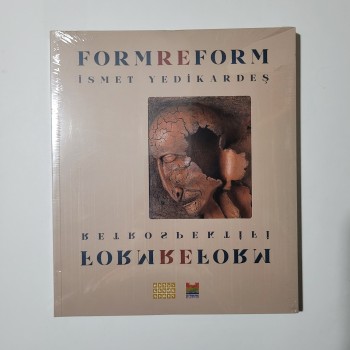 FORMREFORM
İSMET YEDİKARDEŞ
RETROSPEKTİFİ
FORMREFORM